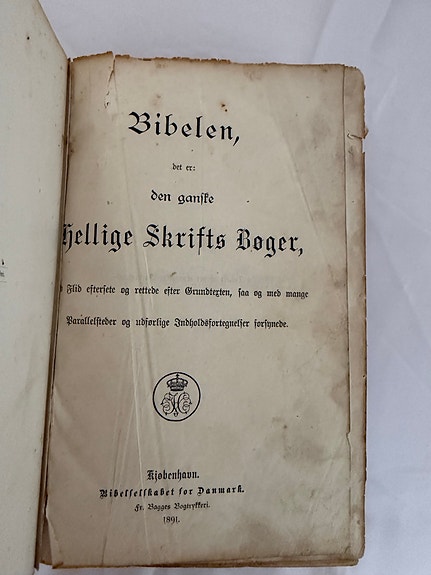 Bibelen,
det er:
den ganske
Hellige Skrifts Bøger,
Flid eftersete og rettede efter Grundtexten, saa og med mange
Parallelsteder og udførlige Indholdsfortegnelser forsynede.
Kjøbenhavn.
Bibelselskabet for Danmark.
Fr. Bagges Bogtrykkeri.
1891.